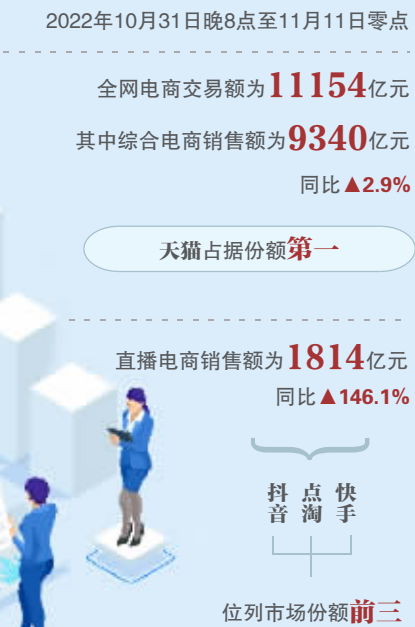 2022年10月31日晚8点至11月11日零点
全网电商交易额为11154亿元
其中综合电商销售额为9340亿元
同比▲2.9%
天猫占据份额第一
直播电商销售额为1814亿元
同比▲146.1%
抖音 点淘 快手
位列市场份额前三